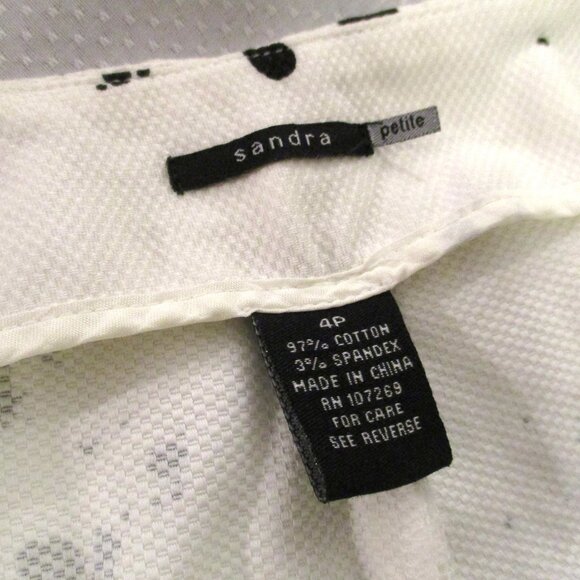 sandra
petite
4P
97% COTTON
3% SPANDEX
MADE IN CHINA
RN 107269
FOR CARE
SEE REVERSE